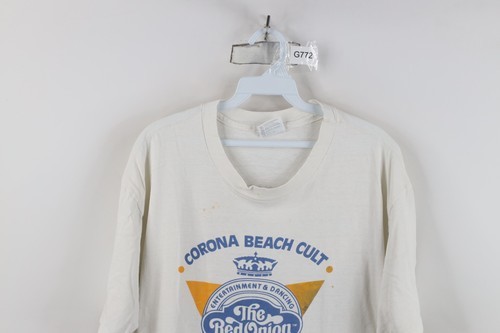 G772
CORONA BEACH CULT
ENTERTAINMENT & DANCING
The
Red Onion